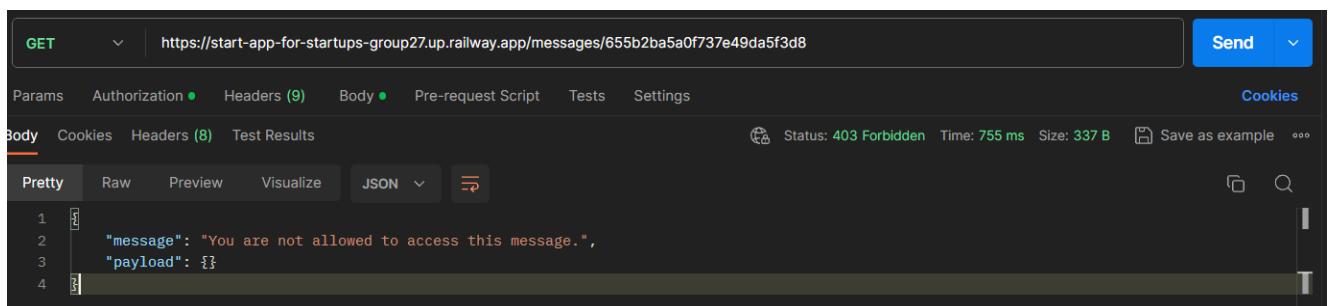 GET https://start-app-for-startups-group27.up.railway.app/messages/655b2ba5a0f737e49da5f3d8 Send
Params Authorization Headers (9) Body Pre-request Script Tests Settings Cookies
Body Cookies Headers (8) Test Results Status: 403 Forbidden Time: 755 ms Size: 337 B Save as example
Pretty Raw Preview Visualize JSON
1 {
2 "message": "You are not allowed to access this message.",
3 "payload": {}
4 }